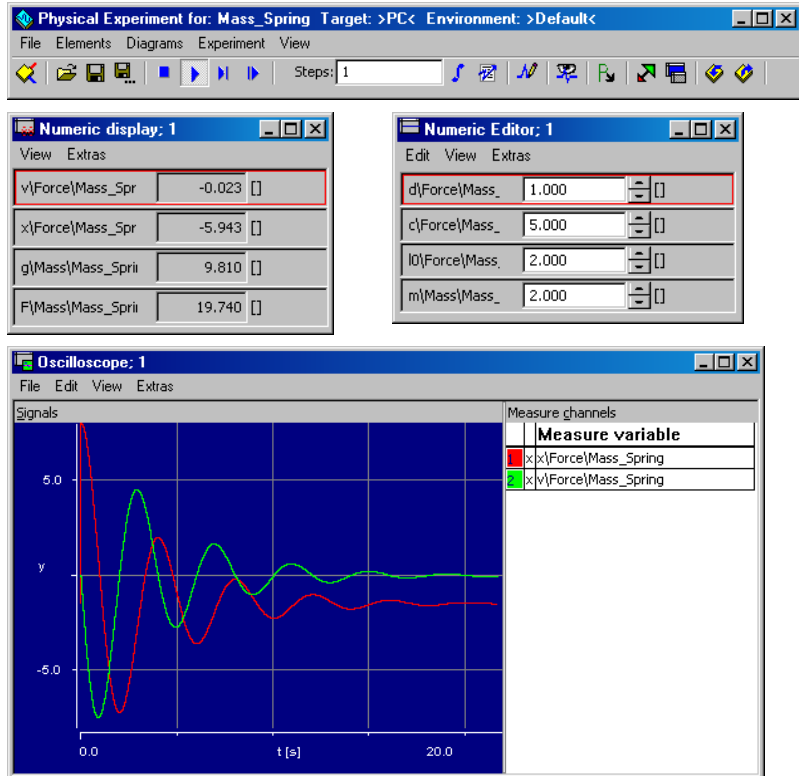 Physical Experiment for: Mass_Spring Target: >PC< Environment: >Default<
File Elements Diagrams Experiment View
Steps: 1
Numeric display; 1
View Extras
v\Force\Mass_Spr -0.023 []
x\Force\Mass_Spr -5.943 []
g\Mass\Mass_Sprii 9.810 []
F\Mass\Mass_Sprii 19.740 []
Numeric Editor; 1
Edit View Extras
d\Force\Mass_ 1.000 []
c\Force\Mass_ 5.000 []
l0\Force\Mass 2.000 []
m\Mass\Mass_ 2.000 []
Oscilloscope; 1
File Edit View Extras
Signals
5.0
y
-5.0
0.0 t [s] 20.0
Measure channels
Measure variable
1 x x\Force\Mass_Spring
2 x v\Force\Mass_Spring